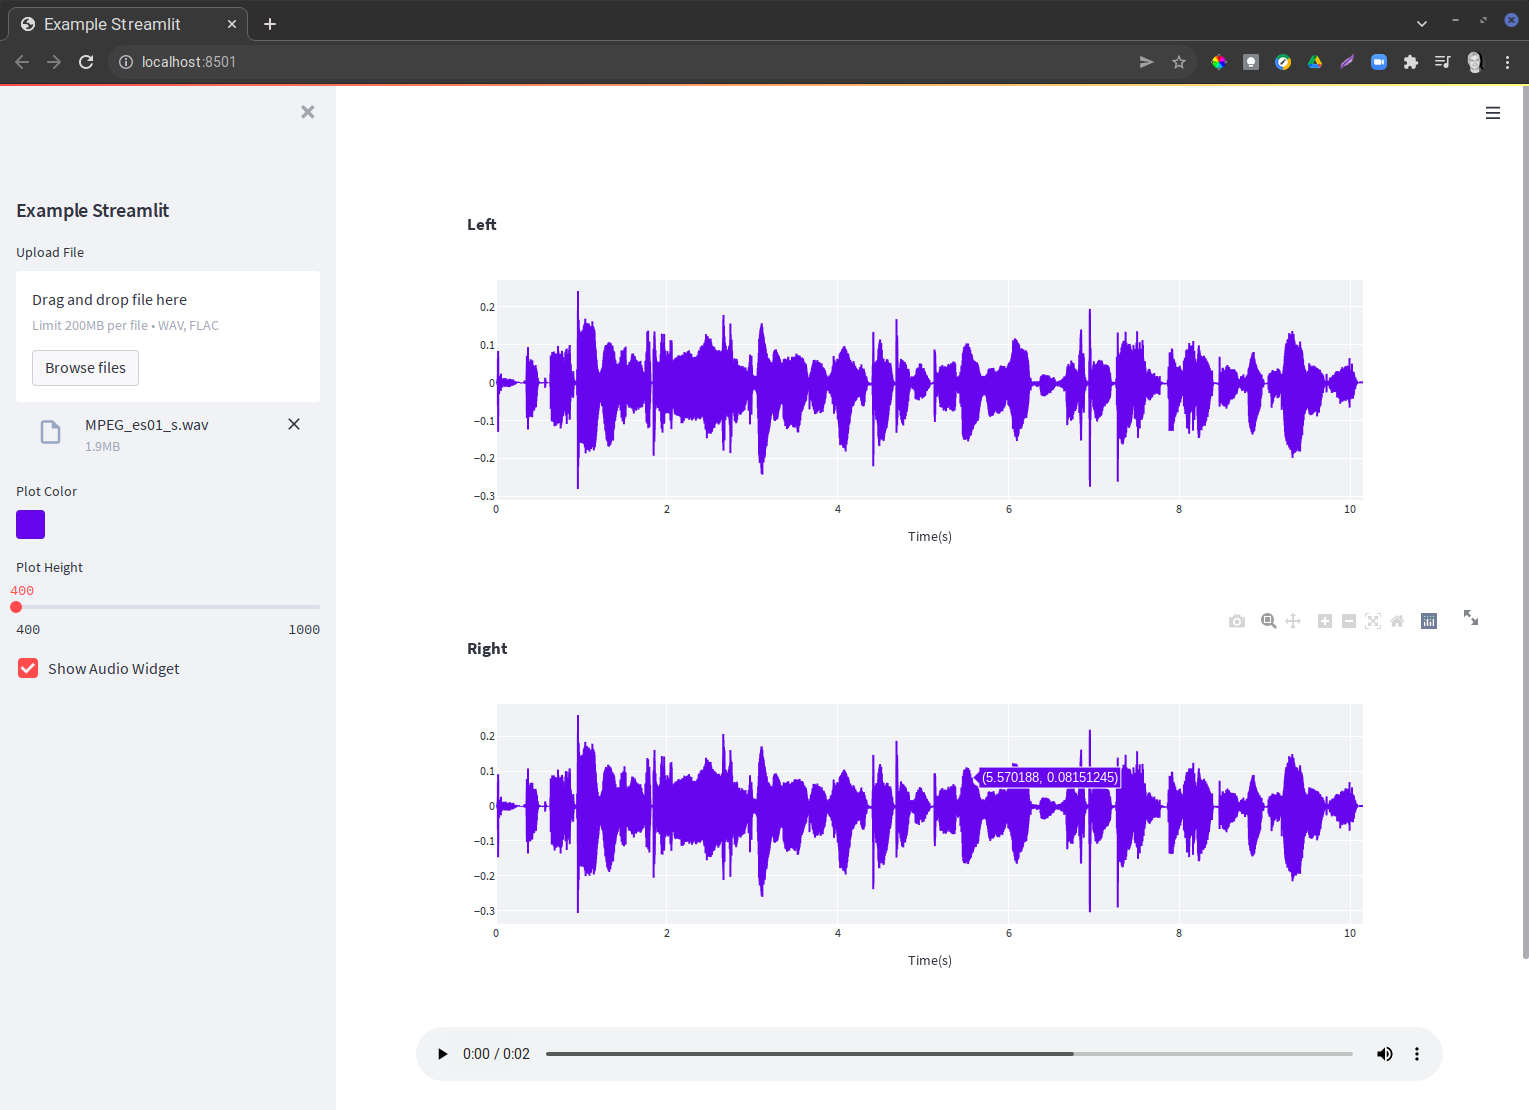 Example Streamlit
localhost:8501
Example Streamlit
Upload File
Drag and drop file here
Limit 200MB per file • WAV, FLAC
Browse files
MPEG_es01_s.wav
1.9MB
Plot Color
Plot Height
400
400 1000
Show Audio Widget
Left
0.2
0.1
0
−0.1
−0.2
−0.3
0 2 4 6 8 10
Time(s)
Right
0.2
0.1
0
−0.1
−0.2
−0.3
(5.570188, 0.08151245)
0 2 4 6 8 10
Time(s)
0:00 / 0:02